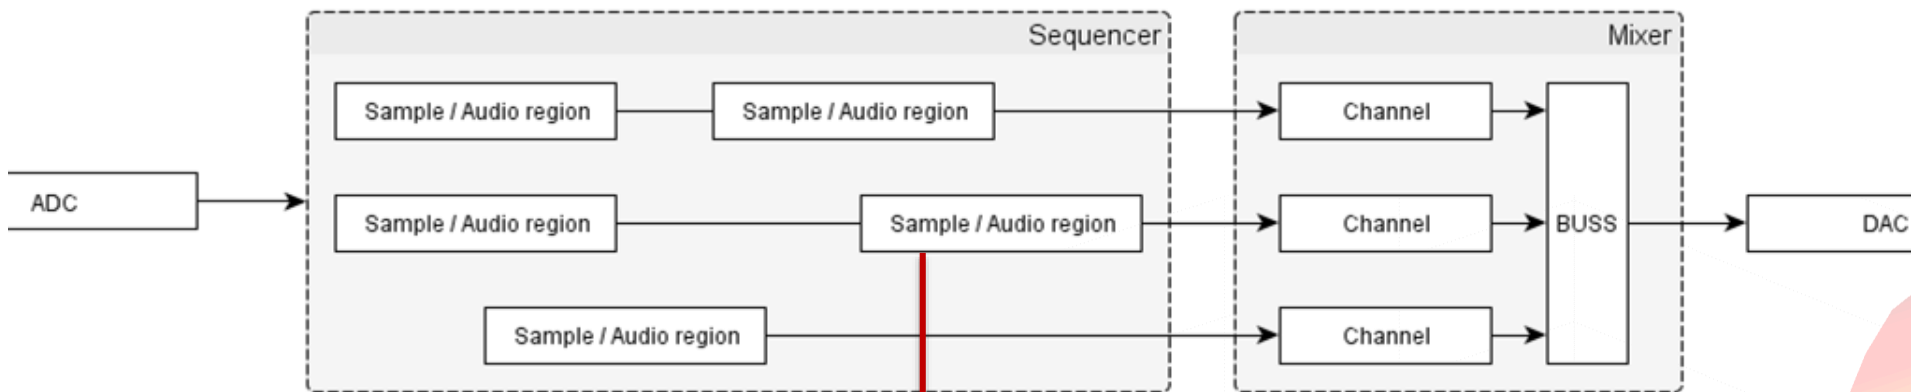 Sequencer
Mixer
Sample / Audio region
Sample / Audio region
Channel
ADC
Sample / Audio region
Sample / Audio region
Channel
BUSS
DAC
Sample / Audio region
Channel